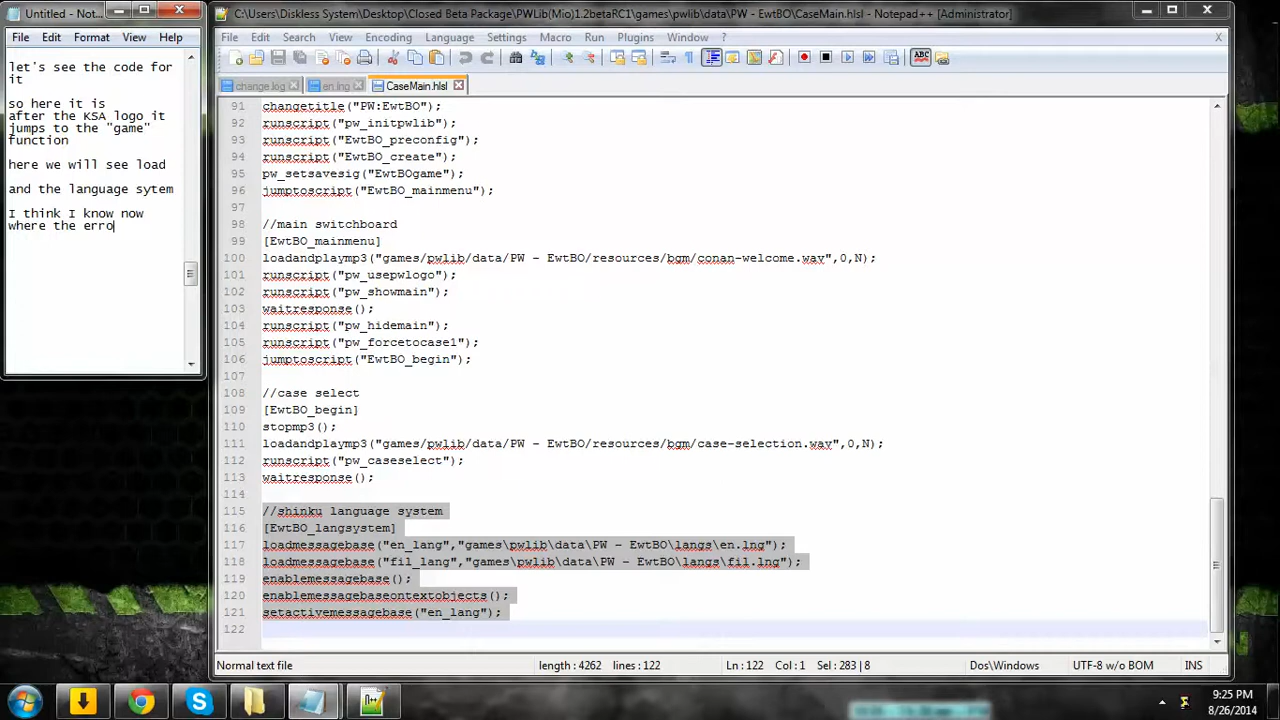 Untitled - Not...
File Edit Format View Help
let's see the code for
it
so here it is
after the KSA logo it
jumps to the "game"
function
here we will see load
and the language sytem
I think I know now
where the erro
C:\Users\Diskless System\Desktop\Closed Beta Package\PWLib(Mio)1.2betaRC1\games\pwlib\data\PW - EwtBO\CaseMain.hlsl - Notepad++ [Administrator]
File Edit Search View Encoding Language Settings Macro Run Plugins Window ? X
change.log en.lng CaseMain.hlsl
91 changetitle("PW:EwtBO");
92 runscript("pw_initpwlib");
93 runscript("EwtBO_preconfig");
94 runscript("EwtBO_create");
95 pw_setsavesig("EwtBOgame");
96 jumptoscript("EwtBO_mainmenu");
97
98 //main switchboard
99 [EwtBO_mainmenu]
100 loadandplaymp3("games/pwlib/data/PW - EwtBO/resources/bgm/conan-welcome.wav",0,N);
101 runscript("pw_usepwlogo");
102 runscript("pw_showmain");
103 waitresponse();
104 runscript("pw_hidemain");
105 runscript("pw_forcetocase1");
106 jumptoscript("EwtBO_begin");
107
108 //case select
109 [EwtBO_begin]
110 stopmp3();
111 loadandplaymp3("games/pwlib/data/PW - EwtBO/resources/bgm/case-selection.wav",0,N);
112 runscript("pw_caseselect");
113 waitresponse();
114
115 //shinku language system
116 [EwtBO_langsystem]
117 loadmessagebase("en_lang","games\pwlib\data\PW - EwtBO\langs\en.lng");
118 loadmessagebase("fil_lang","games\pwlib\data\PW - EwtBO\langs\fil.lng");
119 enablemessagebase();
120 enablemessagebaseontextobjects();
121 setactivemessagebase("en_lang");
122
Normal text file length : 4262 lines : 122 Ln : 122 Col : 1 Sel : 283 | 8 Dos\Windows UTF-8 w/o BOM INS
9:25 PM
8/26/2014